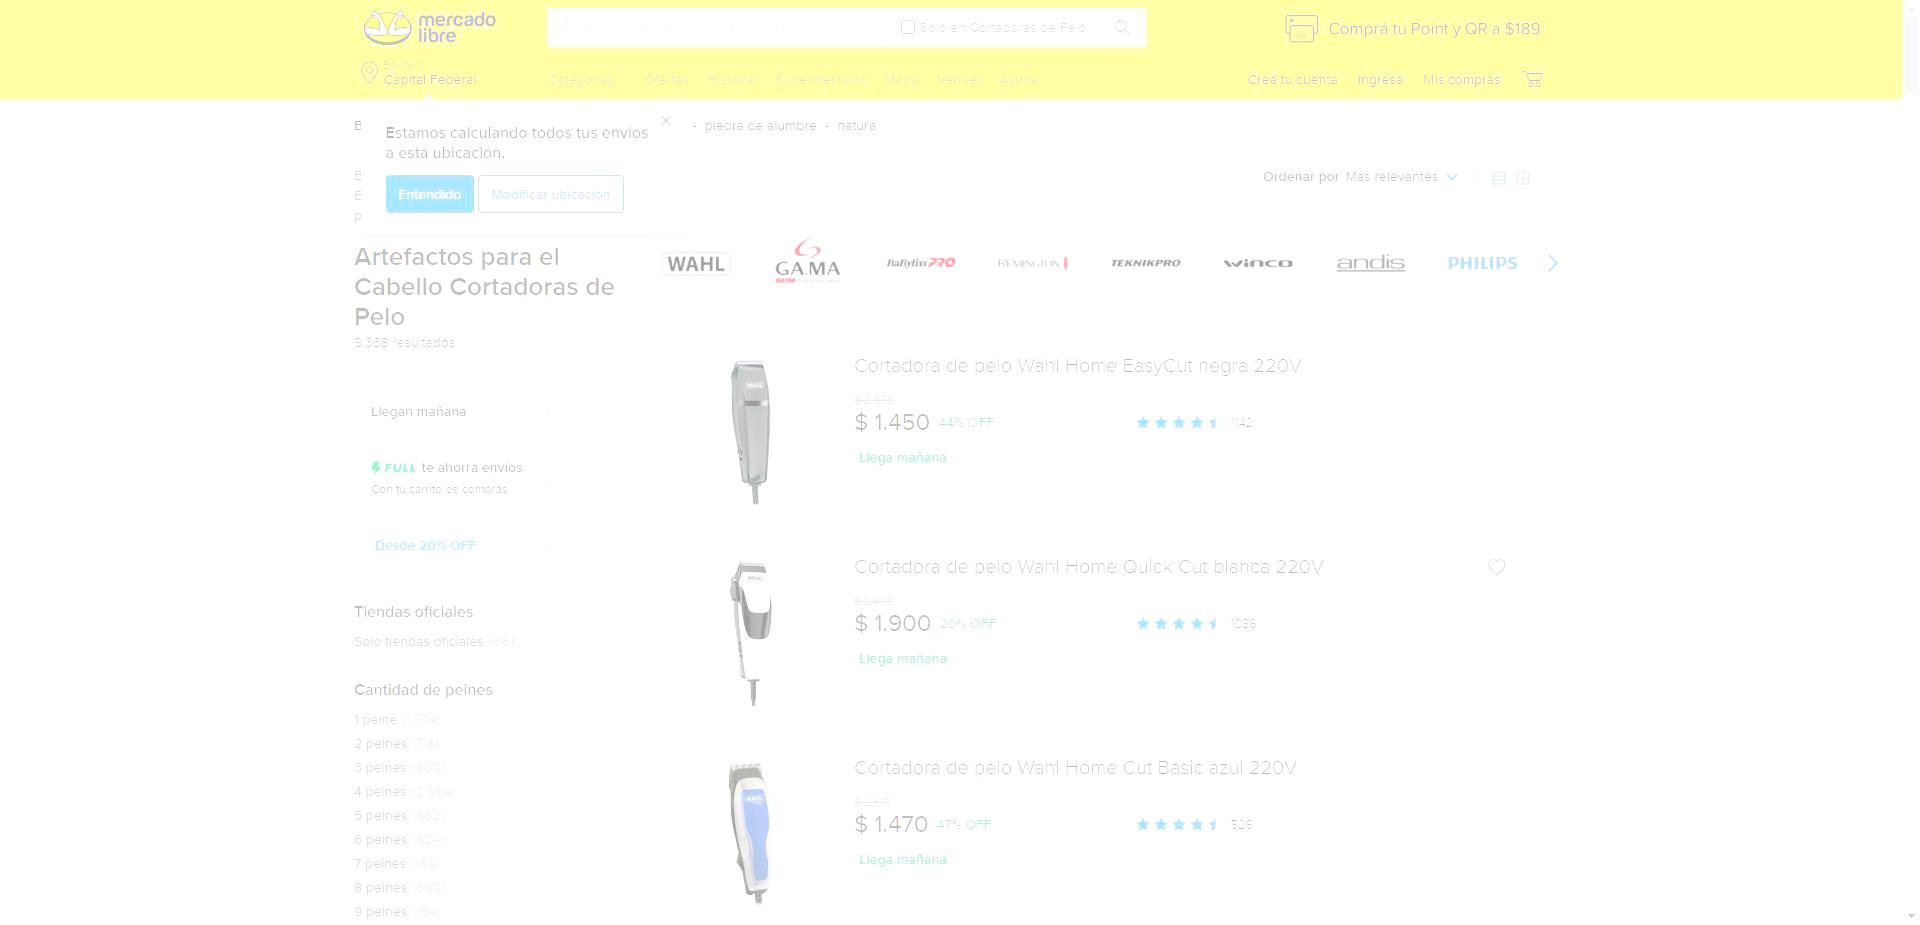 mercado
libre
Solo en Cortadoras de Pelo
Comprá tu Point y QR a $189
Enviar a
Capital Federal
Categorías Ofertas Historial Supermercado Moda Vender Ayuda
Creá tu cuenta Ingresá Mis compras
- piedra de alumbre - natura
Estamos calculando todos tus envíos
a esta ubicación.
Entendido Modificar ubicación
Ordenar por Más relevantes
Artefactos para el
Cabello Cortadoras de
Pelo
9.368 resultados
WAHL GA.MA BaByliss PRO REMINGTON TEKNIKPRO WINCO andis PHILIPS
Llegan mañana
FULL te ahorra envíos
Con tu carrito de compras
Desde 20% OFF
Tiendas oficiales
Solo tiendas oficiales (663)
Cantidad de peines
1 peine (1.074)
2 peines (718)
3 peines (600)
4 peines (2.354)
5 peines (692)
6 peines (624)
7 peines (150)
8 peines
9 peines
Cortadora de pelo Wahl Home EasyCut negra 220V
$ 1.450 44% OFF
1142
Llega mañana
WAHL
Cortadora de pelo Wahl Home Quick Cut blanca 220V
$ 1.900 20% OFF
1036
Llega mañana
WAHL
Cortadora de pelo Wahl Home Cut Basic azul 220V
$ 1.470 47% OFF
526
Llega mañana
WAHL